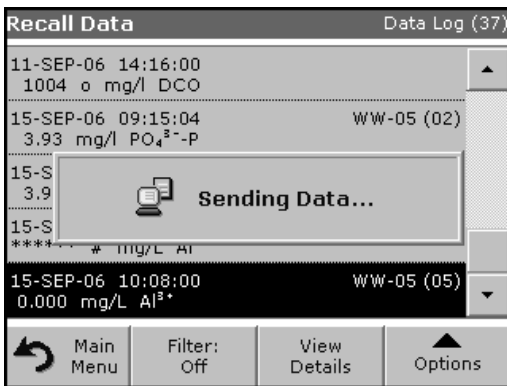 Recall Data Data Log (37)
11-SEP-06 14:16:00
1004 o mg/l DCO
15-SEP-06 09:15:04 WW-05 (02)
3.93 mg/l PO₄³⁻-P
15-S
3.9
Sending Data...
15-S
# mg/L Al
15-SEP-06 10:08:00 WW-05 (05)
0.000 mg/L Al³⁺
Main Menu
Filter: Off
View Details
Options